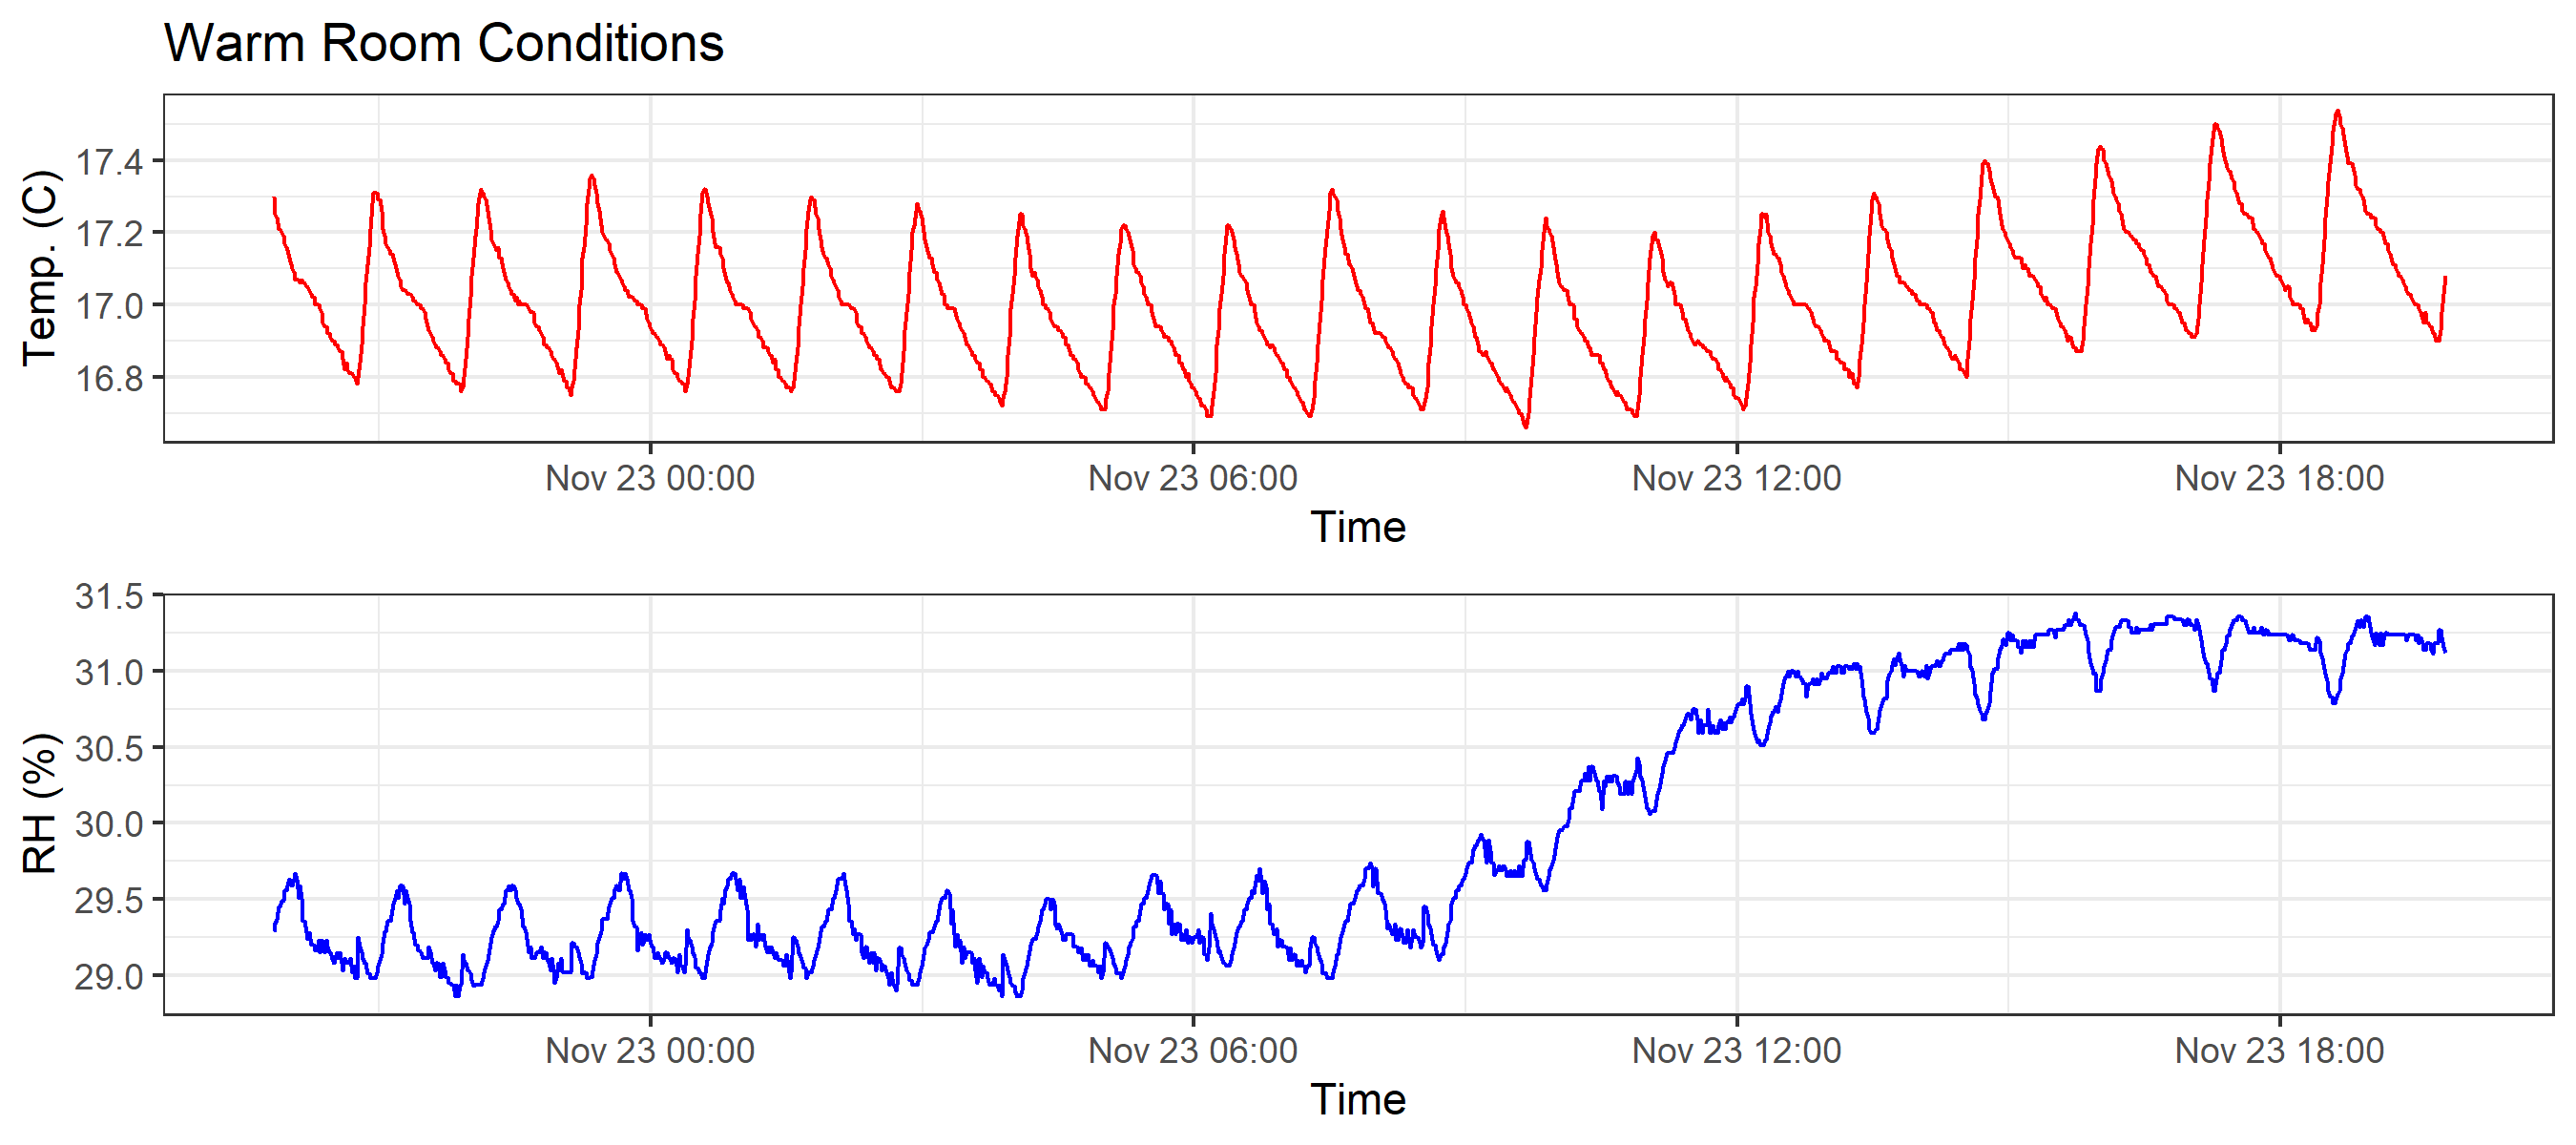 Warm Room Conditions
Temp. (C)
17.4
17.2
17.0
16.8
Nov 23 00:00 Nov 23 06:00 Nov 23 12:00 Nov 23 18:00
Time
RH (%)
31.5
31.0
30.5
30.0
29.5
29.0
Nov 23 00:00 Nov 23 06:00 Nov 23 12:00 Nov 23 18:00
Time